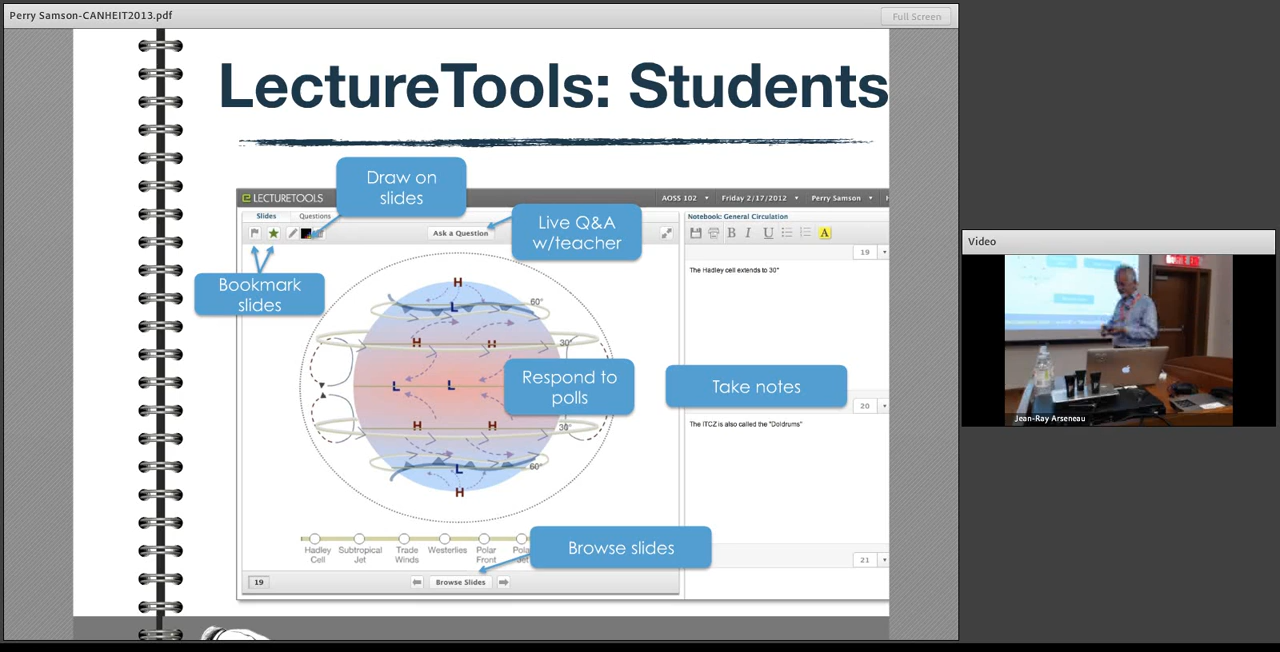 Perry Samson-CANHEIT2013.pdf
Full Screen
LectureTools: Students
Draw on
slides
LECTURETOOLS
AOSS 102
Friday 2/17/2012
Perry Samson
Slides
Questions
Live Q&A
w/teacher
Notebook: General Circulation
Ask a Question
B I U A
19
The Hadley cell extends to 30°
Bookmark
slides
H
L
60°
H
H
30°
L
L
Respond to
polls
Take notes
20
The ITCZ is also called the "Doldrums"
H
H
30°
L
60°
H
Hadley
Cell
Subtropical
Jet
Trade
Winds
Westerlies
Polar
Front
Browse slides
21
19
Browse Slides
Video
Jean-Ray Arseneau